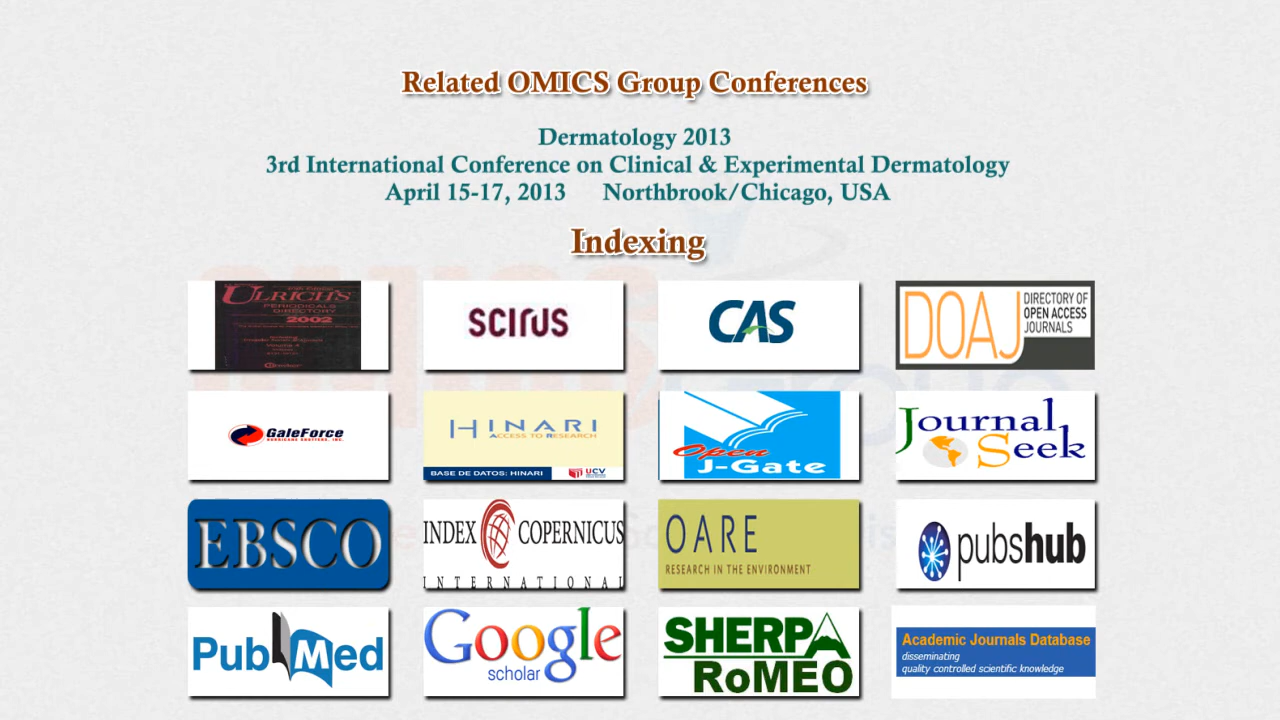 Related OMICS Group Conferences
Dermatology 2013
3rd International Conference on Clinical & Experimental Dermatology
April 15-17, 2013 Northbrook/Chicago, USA
Indexing
ULRICH'S
PERIODICALS
DIRECTORY
2002
SCIRUS
CAS
DOAJ
DIRECTORY OF
OPEN ACCESS
JOURNALS
GaleForce
HURRICANE SHUTTERS, INC.
HINARI
ACCESS TO RESEARCH
BASE DE DATOS: HINARI
UCV
Open
J-Gate
Journal
Seek
EBSCO
INDEX COPERNICUS
INTERNATIONAL
OARE
RESEARCH IN THE ENVIRONMENT
pubshub
PubMed
Google
scholar
SHERPA
RoMEO
Academic Journals Database
disseminating
quality controlled scientific knowledge